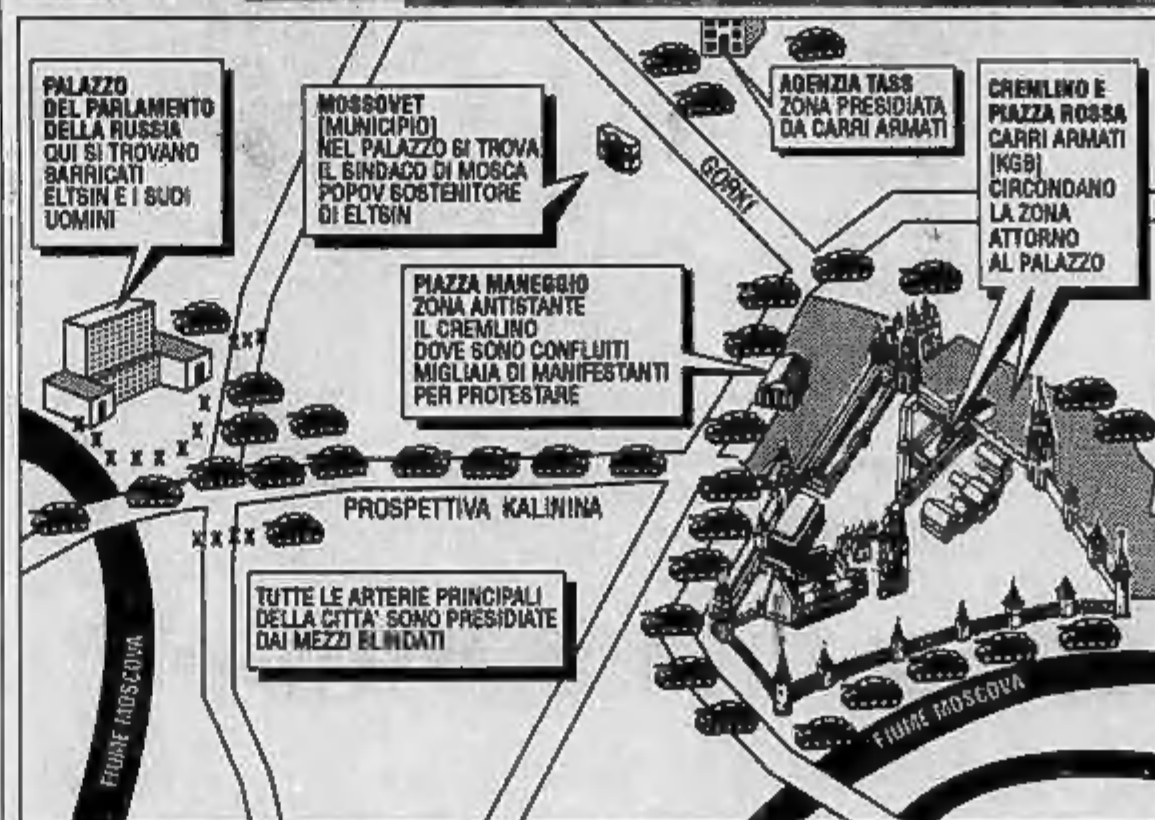 PALAZZO
DEL PARLAMENTO
DELLA RUSSIA
QUI SI TROVANO
BARRICATI
ELTSIN E I SUOI
UOMINI
MOSSOVET
[MUNICIPIO]
NEL PALAZZO SI TROVA
IL SINDACO DI MOSCA
POPOV SOSTENITORE
DI ELTSIN
AGENZIA TASS
ZONA PRESIDIATA
DA CARRI ARMATI
CREMLINO E
PIAZZA ROSSA
CARRI ARMATI
[KGB]
CIRCONDANO
LA ZONA
ATTORNO
AL PALAZZO
GORKI
PIAZZA MANEGGIO
ZONA ANTISTANTE
IL CREMLINO
DOVE SONO CONFLUITI
MIGLIAIA DI MANIFESTANTI
PER PROTESTARE
PROSPETTIVA KALININA
TUTTE LE ARTERIE PRINCIPALI
DELLA CITTA' SONO PRESIDIATE
DAI MEZZI BLINDATI
FIUME MOSCOVA
FIUME MOSCOVA